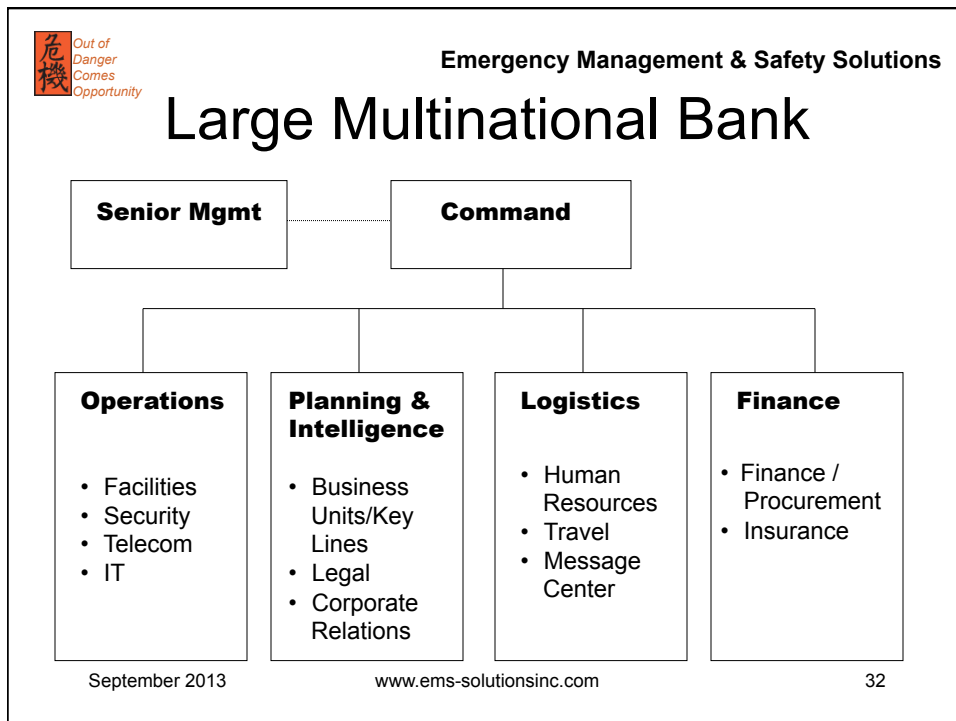 危
機
Out of
Danger
Comes
Opportunity
Emergency Management & Safety Solutions
Large Multinational Bank
Senior Mgmt
Command
Operations
• Facilities
• Security
• Telecom
• IT
Planning &
Intelligence
• Business
Units/Key
Lines
• Legal
• Corporate
Relations
Logistics
• Human
Resources
• Travel
• Message
Center
Finance
• Finance /
Procurement
• Insurance
September 2013
www.ems-solutionsinc.com
32